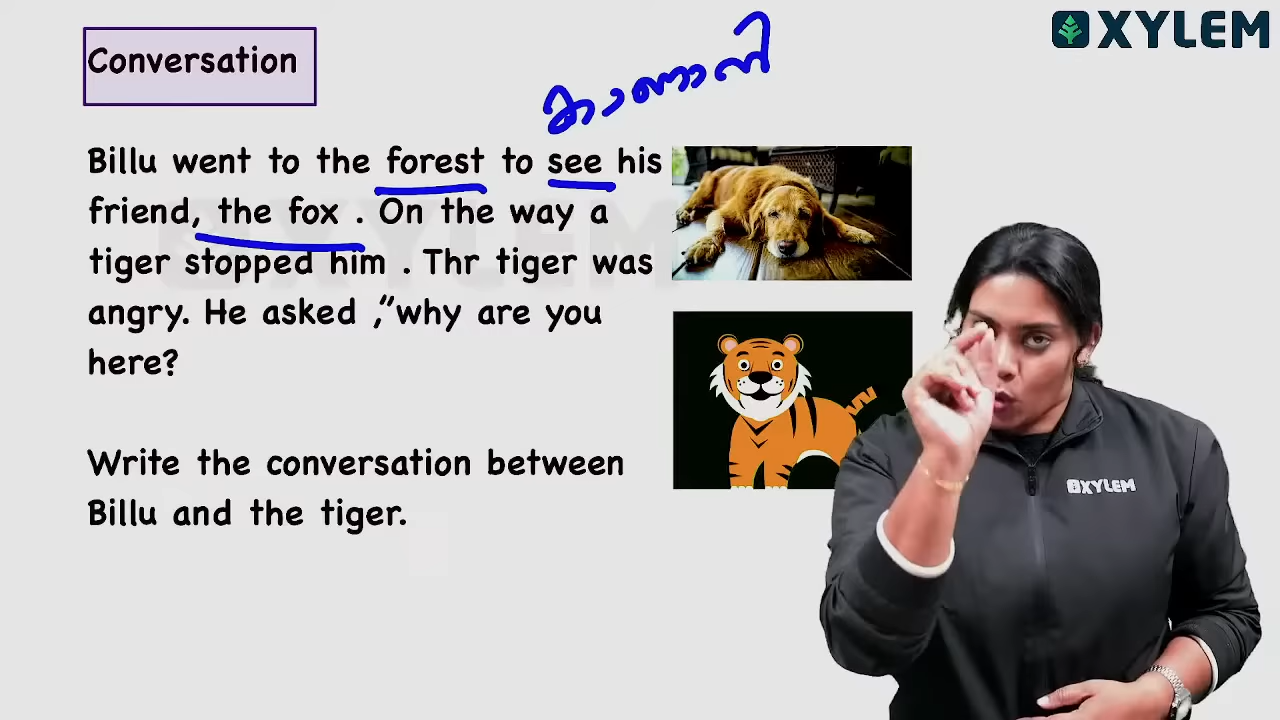 XYLEM
Conversation
കാണാൻ
Billu went to the forest to see his
friend, the fox . On the way a
tiger stopped him . Thr tiger was
angry. He asked ,“why are you
here?
Write the conversation between
Billu and the tiger.
XYLEM
XYLEM